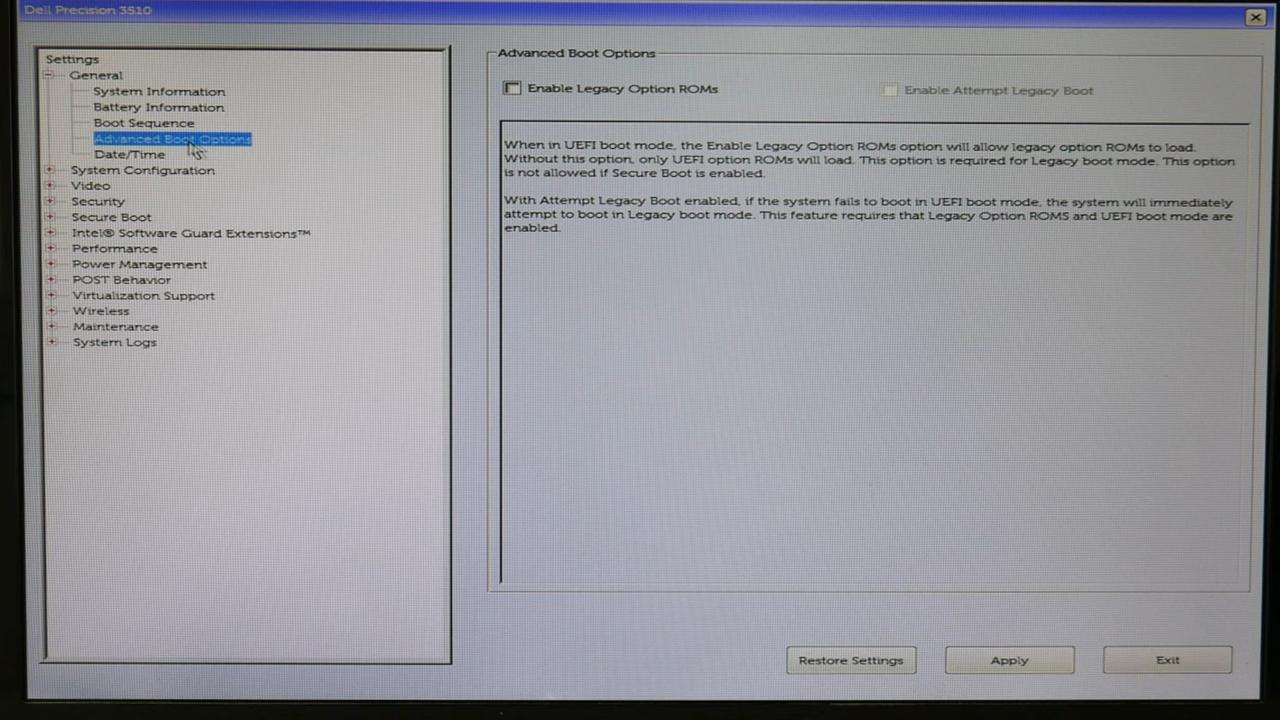 Dell Precision 3510
Settings
General
System Information
Battery Information
Boot Sequence
Advanced Boot Options
Date/Time
System Configuration
Video
Security
Secure Boot
Intel® Software Guard Extensions™
Performance
Power Management
POST Behavior
Virtualization Support
Wireless
Maintenance
System Logs
Advanced Boot Options
Enable Legacy Option ROMs
Enable Attempt Legacy Boot
When in UEFI boot mode, the Enable Legacy Option ROMs option will allow legacy option ROMs to load.
Without this option, only UEFI option ROMs will load. This option is required for Legacy boot mode. This option
is not allowed if Secure Boot is enabled.
With Attempt Legacy Boot enabled, if the system fails to boot in UEFI boot mode, the system will immediately
attempt to boot in Legacy boot mode. This feature requires that Legacy Option ROMS and UEFI boot mode are
enabled.
Restore Settings
Apply
Exit